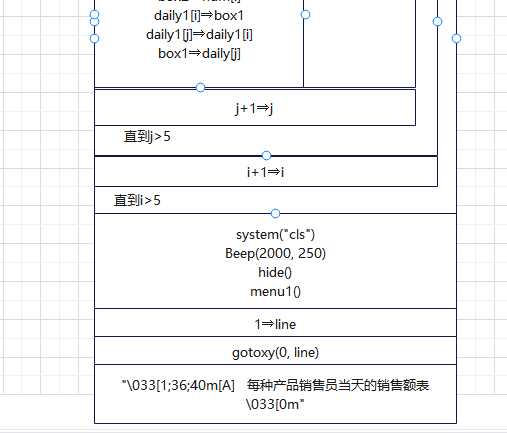 daily1[i]⇒box1
daily1[j]⇒daily1[i]
box1⇒daily[j]
j+1⇒j
直到j>5
i+1⇒i
直到i>5
system("cls")
Beep(2000, 250)
hide()
menu1()
1⇒line
gotoxy(0, line)
"\033[1;36;40m[A] 每种产品销售员当天的销售额表
\033[0m"